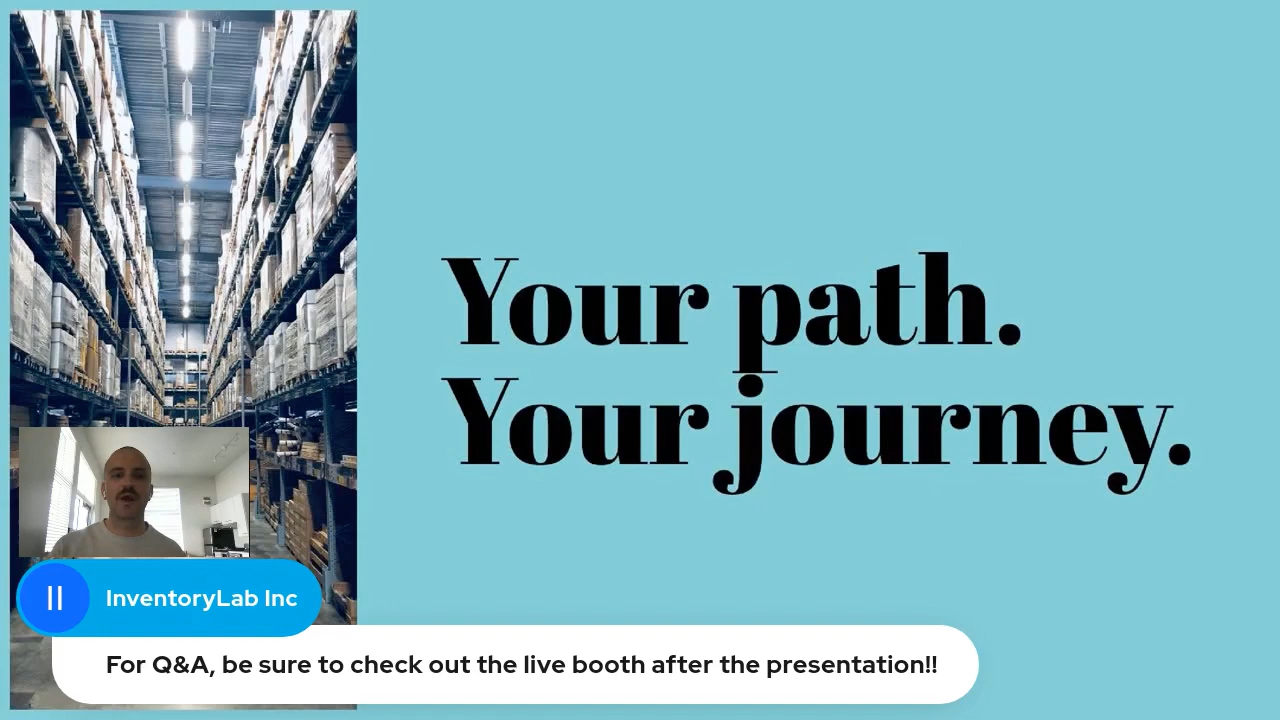 Your path.
Your journey.
InventoryLab Inc
For Q&A, be sure to check out the live booth after the presentation!!